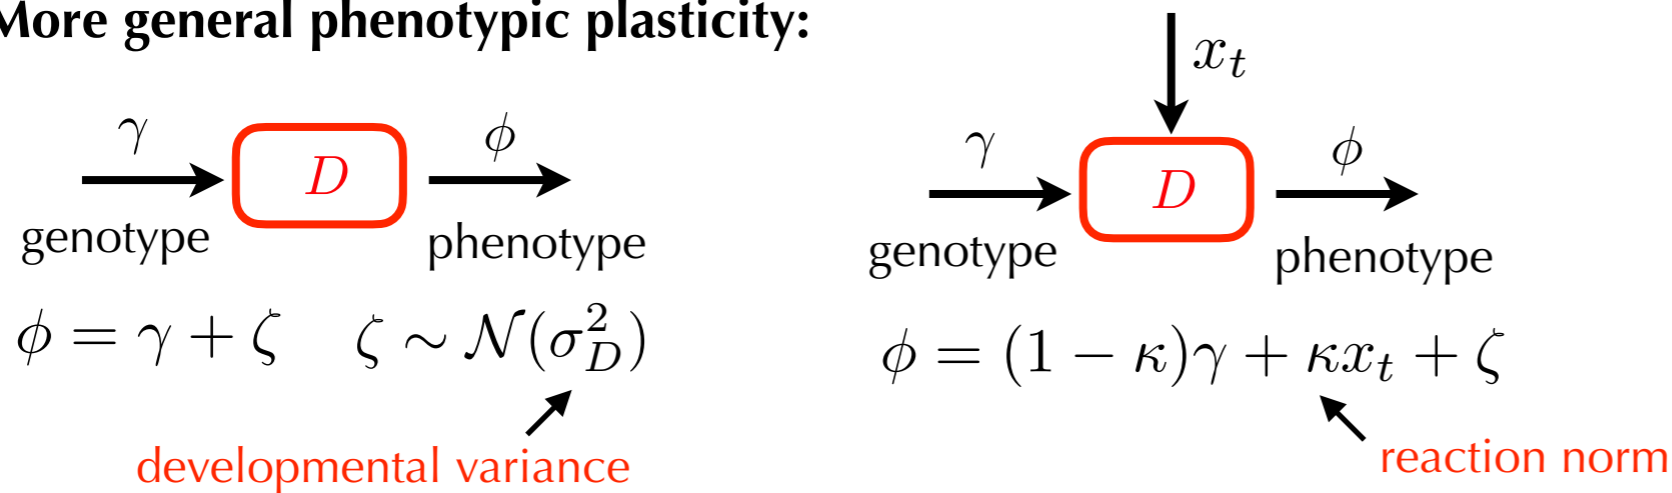 More general phenotypic plasticity:
γ D ϕ
genotype phenotype
ϕ = γ + ζ ζ ∼ 𝒩(σ_D^2)
developmental variance
x_t
γ D ϕ
genotype phenotype
ϕ = (1 − κ)γ + κx_t + ζ
reaction norm